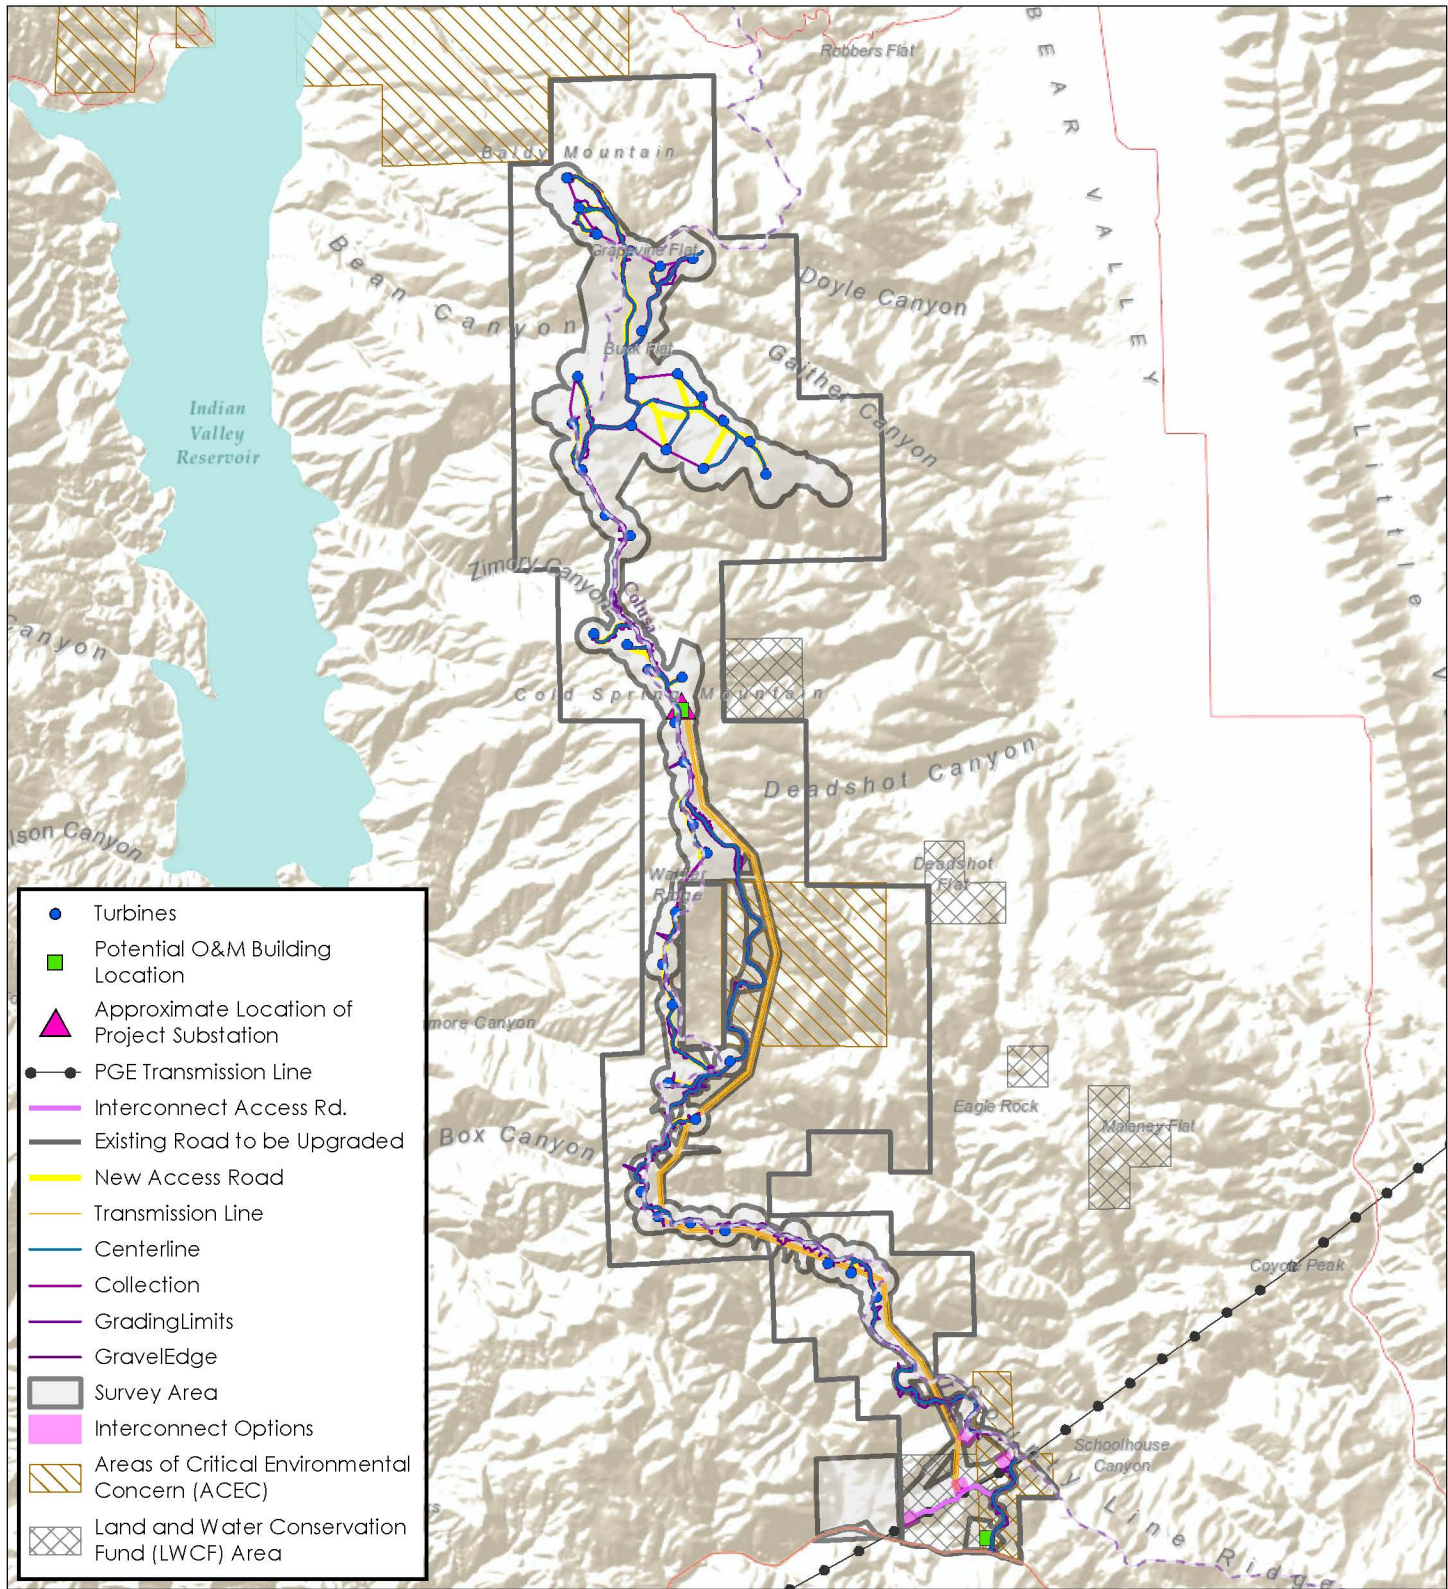 Robbers Flat
BEAR VALLEY
Baldy Mountain
Grapevine Flat
Bean Canyon
Doyle Canyon
Buck Flat
Gaither Canyon
Indian
Valley
Reservoir
Little
V
Zimory Canyon
Colusa
Canyon
Cold Spring Mountain
Deadshot Canyon
lson Canyon
Deadshot
Flat
Walker
Ridge
more Canyon
Eagle Rock
Maloney Flat
Box Canyon
Coyote Peak
Schoolhouse
Canyon
Line Ridge
Turbines
Potential O&M Building
Location
Approximate Location of
Project Substation
PGE Transmission Line
Interconnect Access Rd.
Existing Road to be Upgraded
New Access Road
Transmission Line
Centerline
Collection
GradingLimits
GravelEdge
Survey Area
Interconnect Options
Areas of Critical Environmental
Concern (ACEC)
Land and Water Conservation
Fund (LWCF) Area